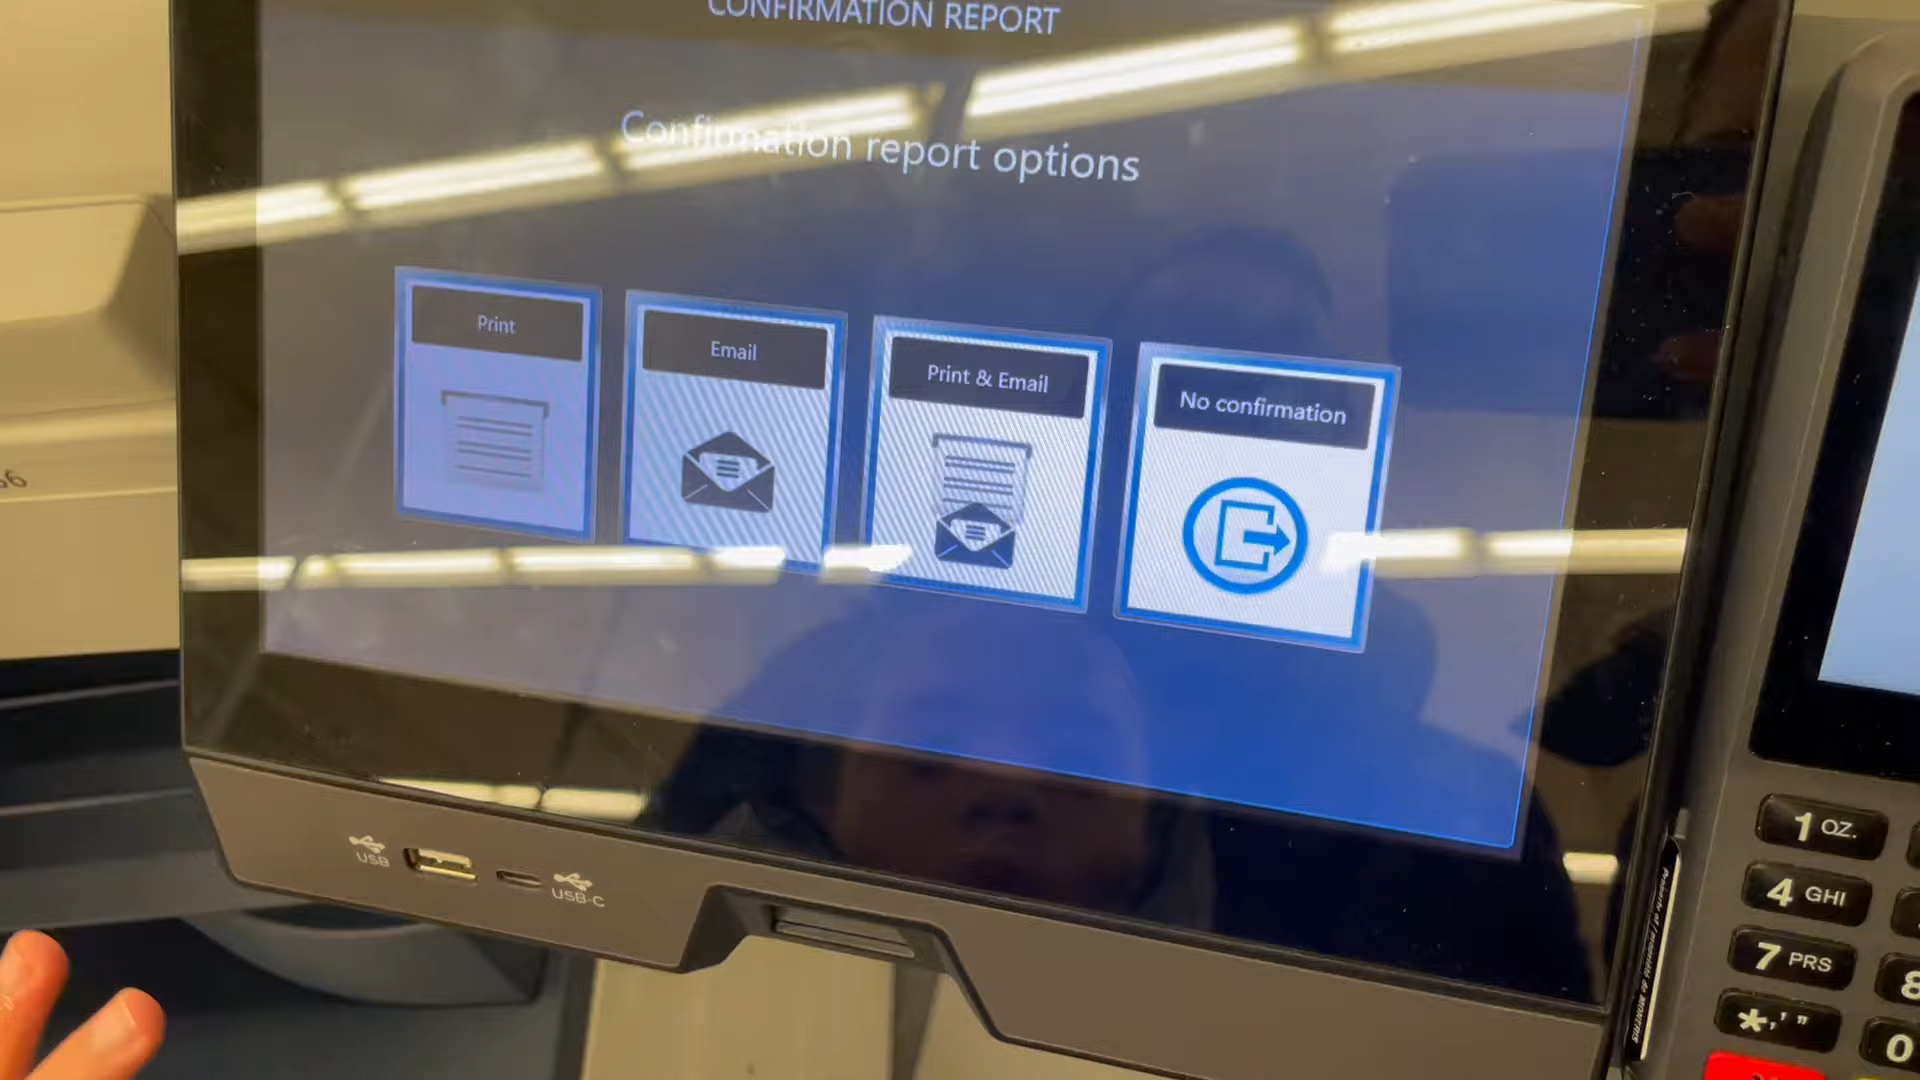 CONFIRMATION REPORT
Confirmation report options
Print
Email
Print & Email
No confirmation
USB
USB-C
1 OZ.
4 GHI
7 PRS
8
*,' "
0